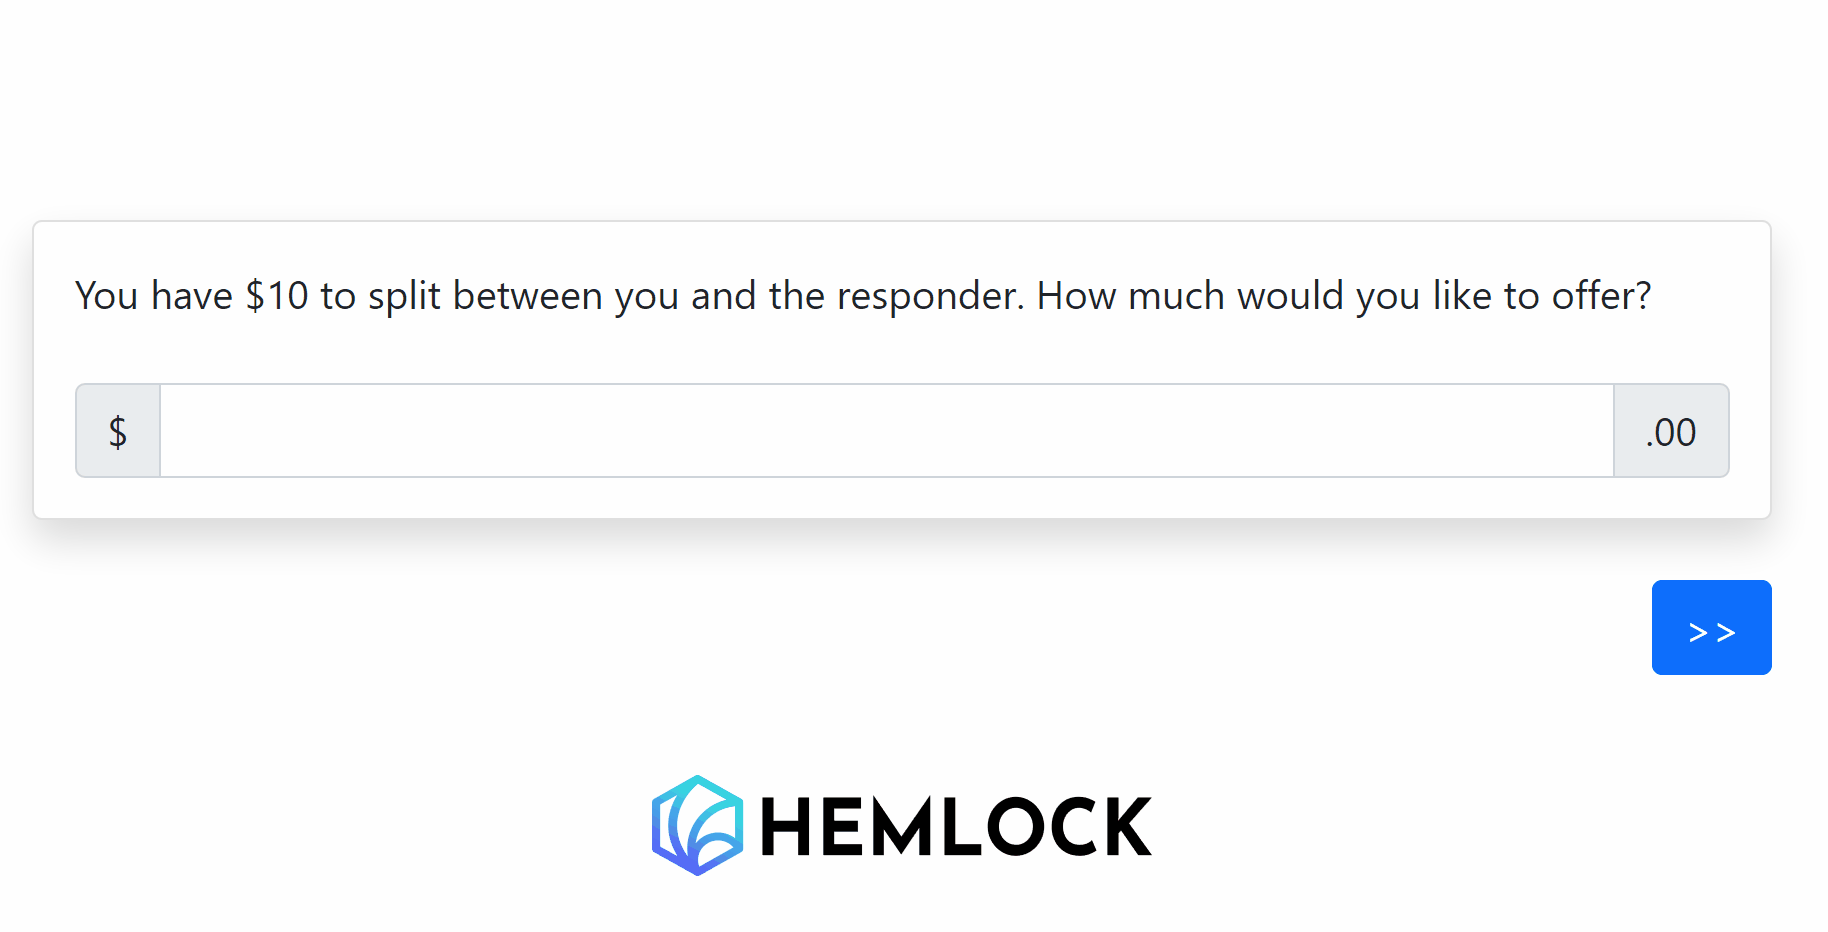 You have $10 to split between you and the responder. How much would you like to offer?
$ .00
>>
HEMLOCK